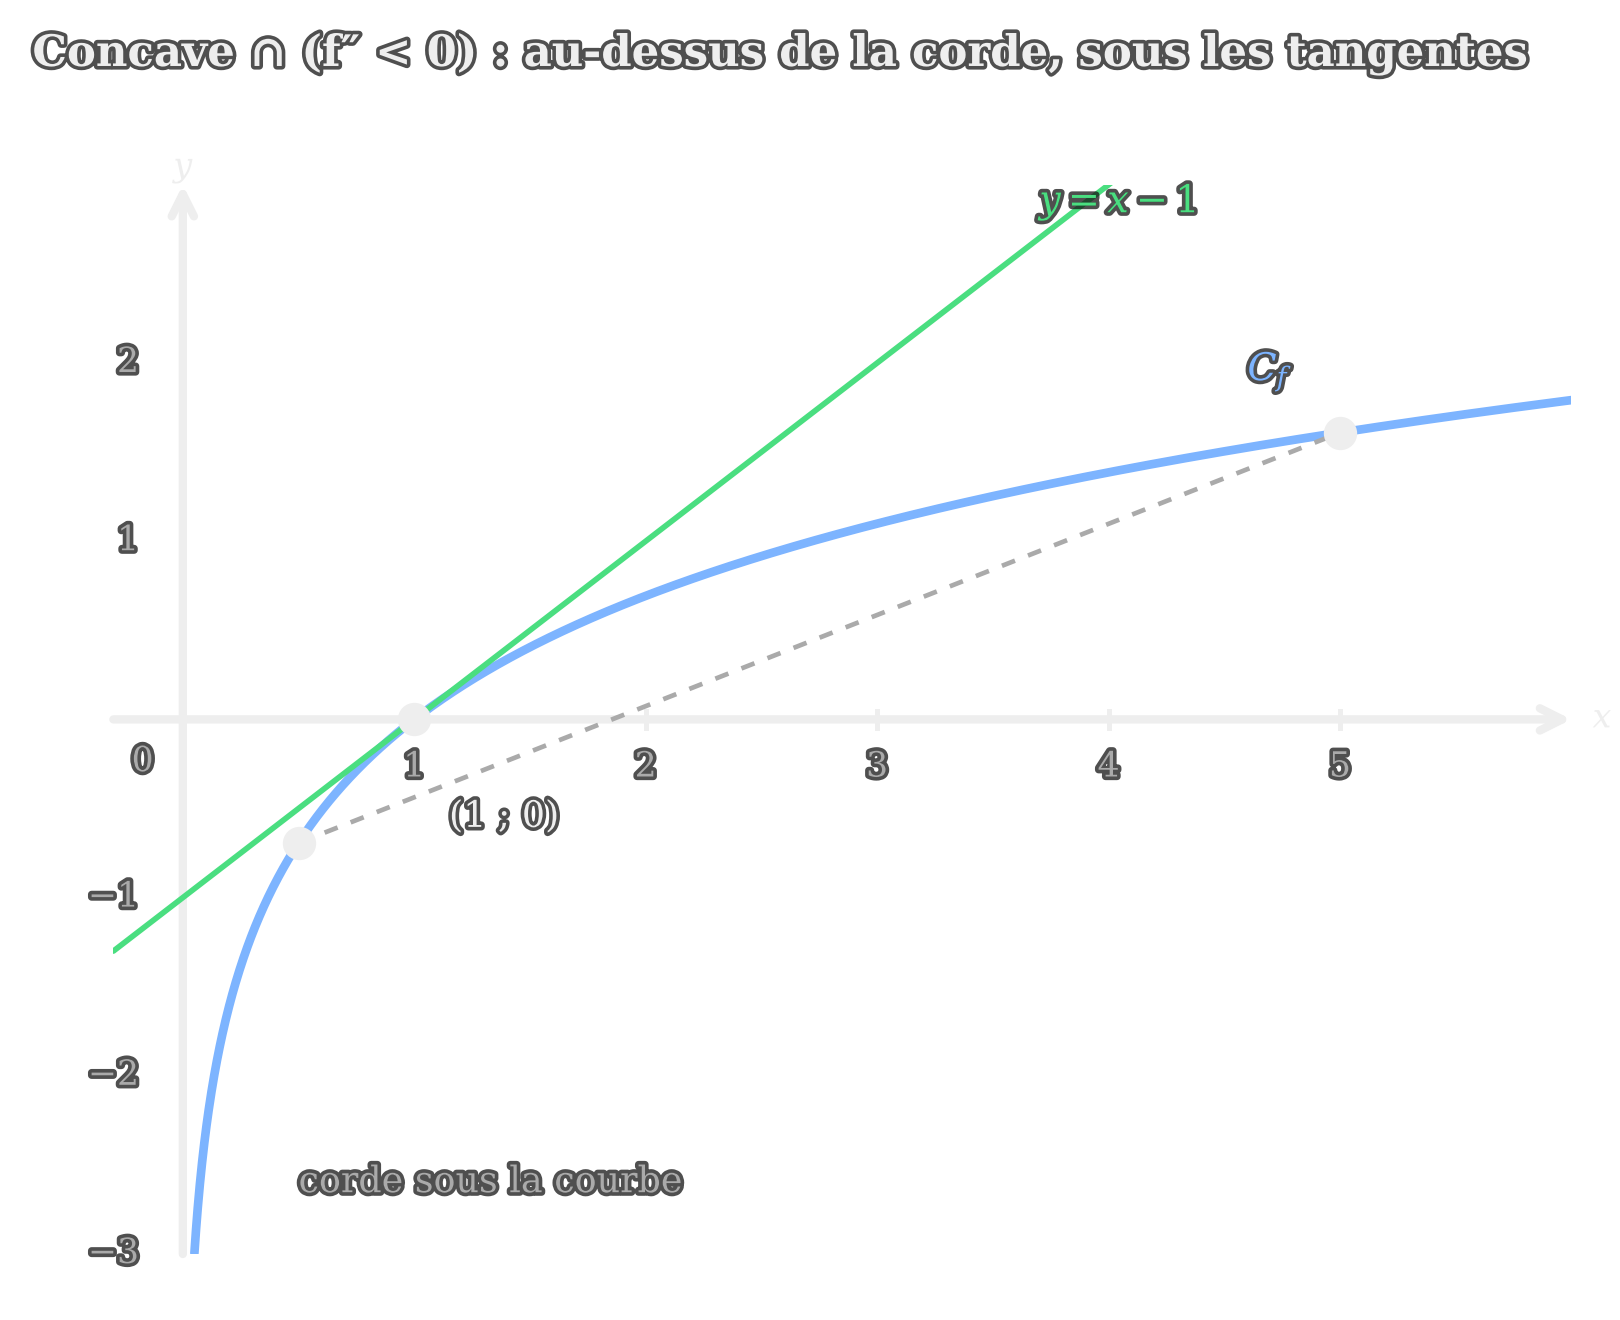 Concave ∩ (f″ < 0) : au-dessus de la corde, sous les tangentes
y
y = x − 1
2
C_f
1
x
0
1
2
3
4
5
(1 ; 0)
−1
−2
corde sous la courbe
−3